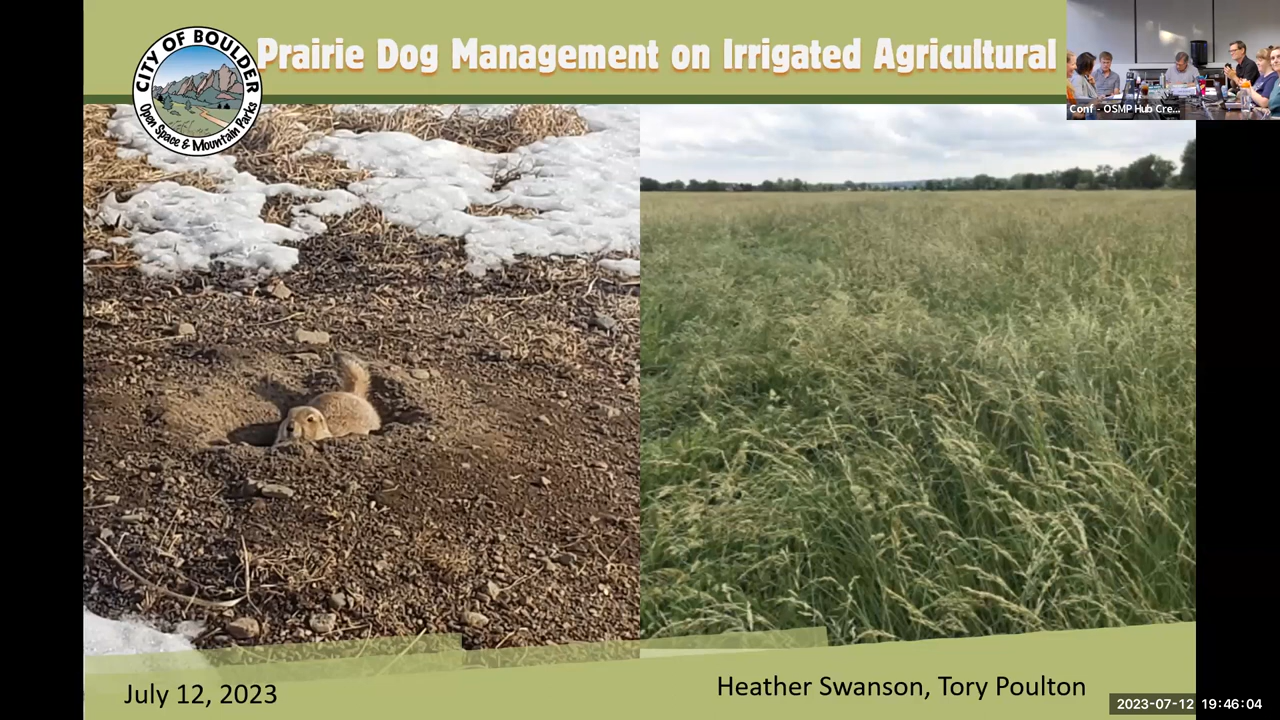 Prairie Dog Management on Irrigated Agricultural
CITY OF BOULDER
Open Space & Mountain Parks
Conf - OSMP Hub Cre...
July 12, 2023
Heather Swanson, Tory Poulton
2023-07-12 19:46:04